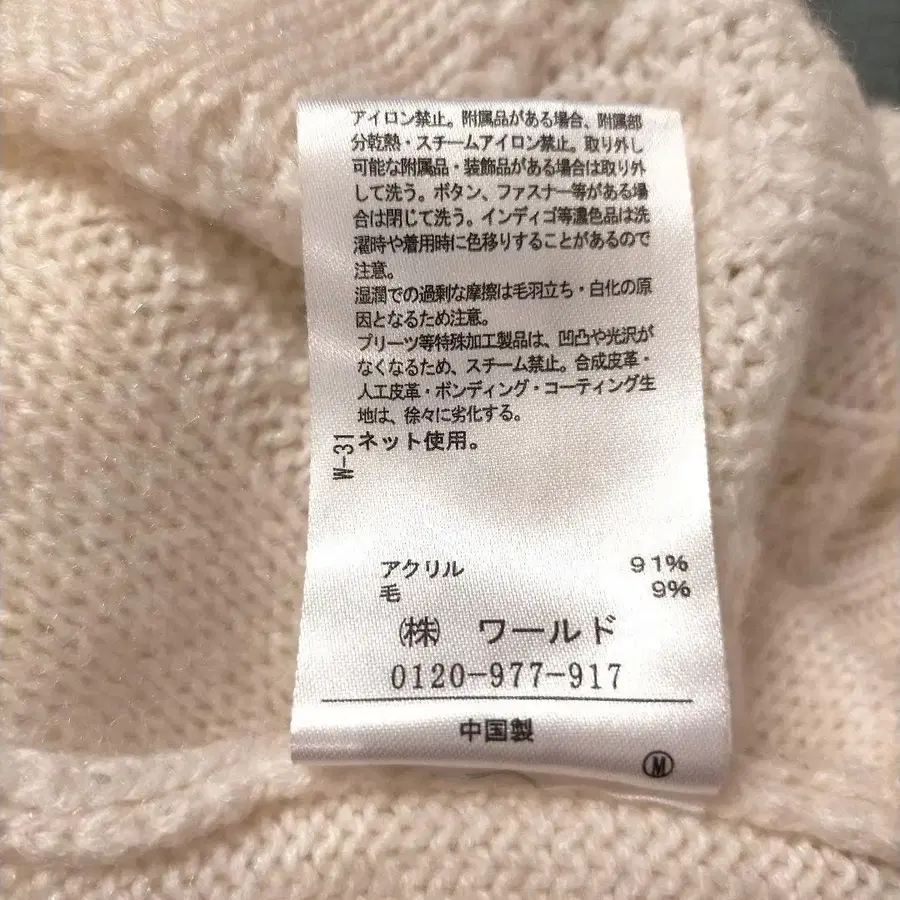 アイロン禁止。附属品がある場合、附属部
分乾熱・スチームアイロン禁止。取り外し
可能な附属品・装飾品がある場合は取り外
して洗う。ボタン、ファスナー等がある場
合は閉じて洗う。インディゴ等濃色品は洗
濯時や着用時に色移りすることがあるので
注意。
湿潤での過剰な摩擦は毛羽立ち・白化の原
因となるため注意。
プリーツ等特殊加工製品は、凹凸や光沢が
なくなるため、スチーム禁止。合成皮革・
人工皮革・ボンディング・コーティング生
地は、徐々に劣化する。
ネット使用。
W-31
アクリル 91%
毛 9%
㈱ ワールド
0120-977-917
中国製
Ⓜ